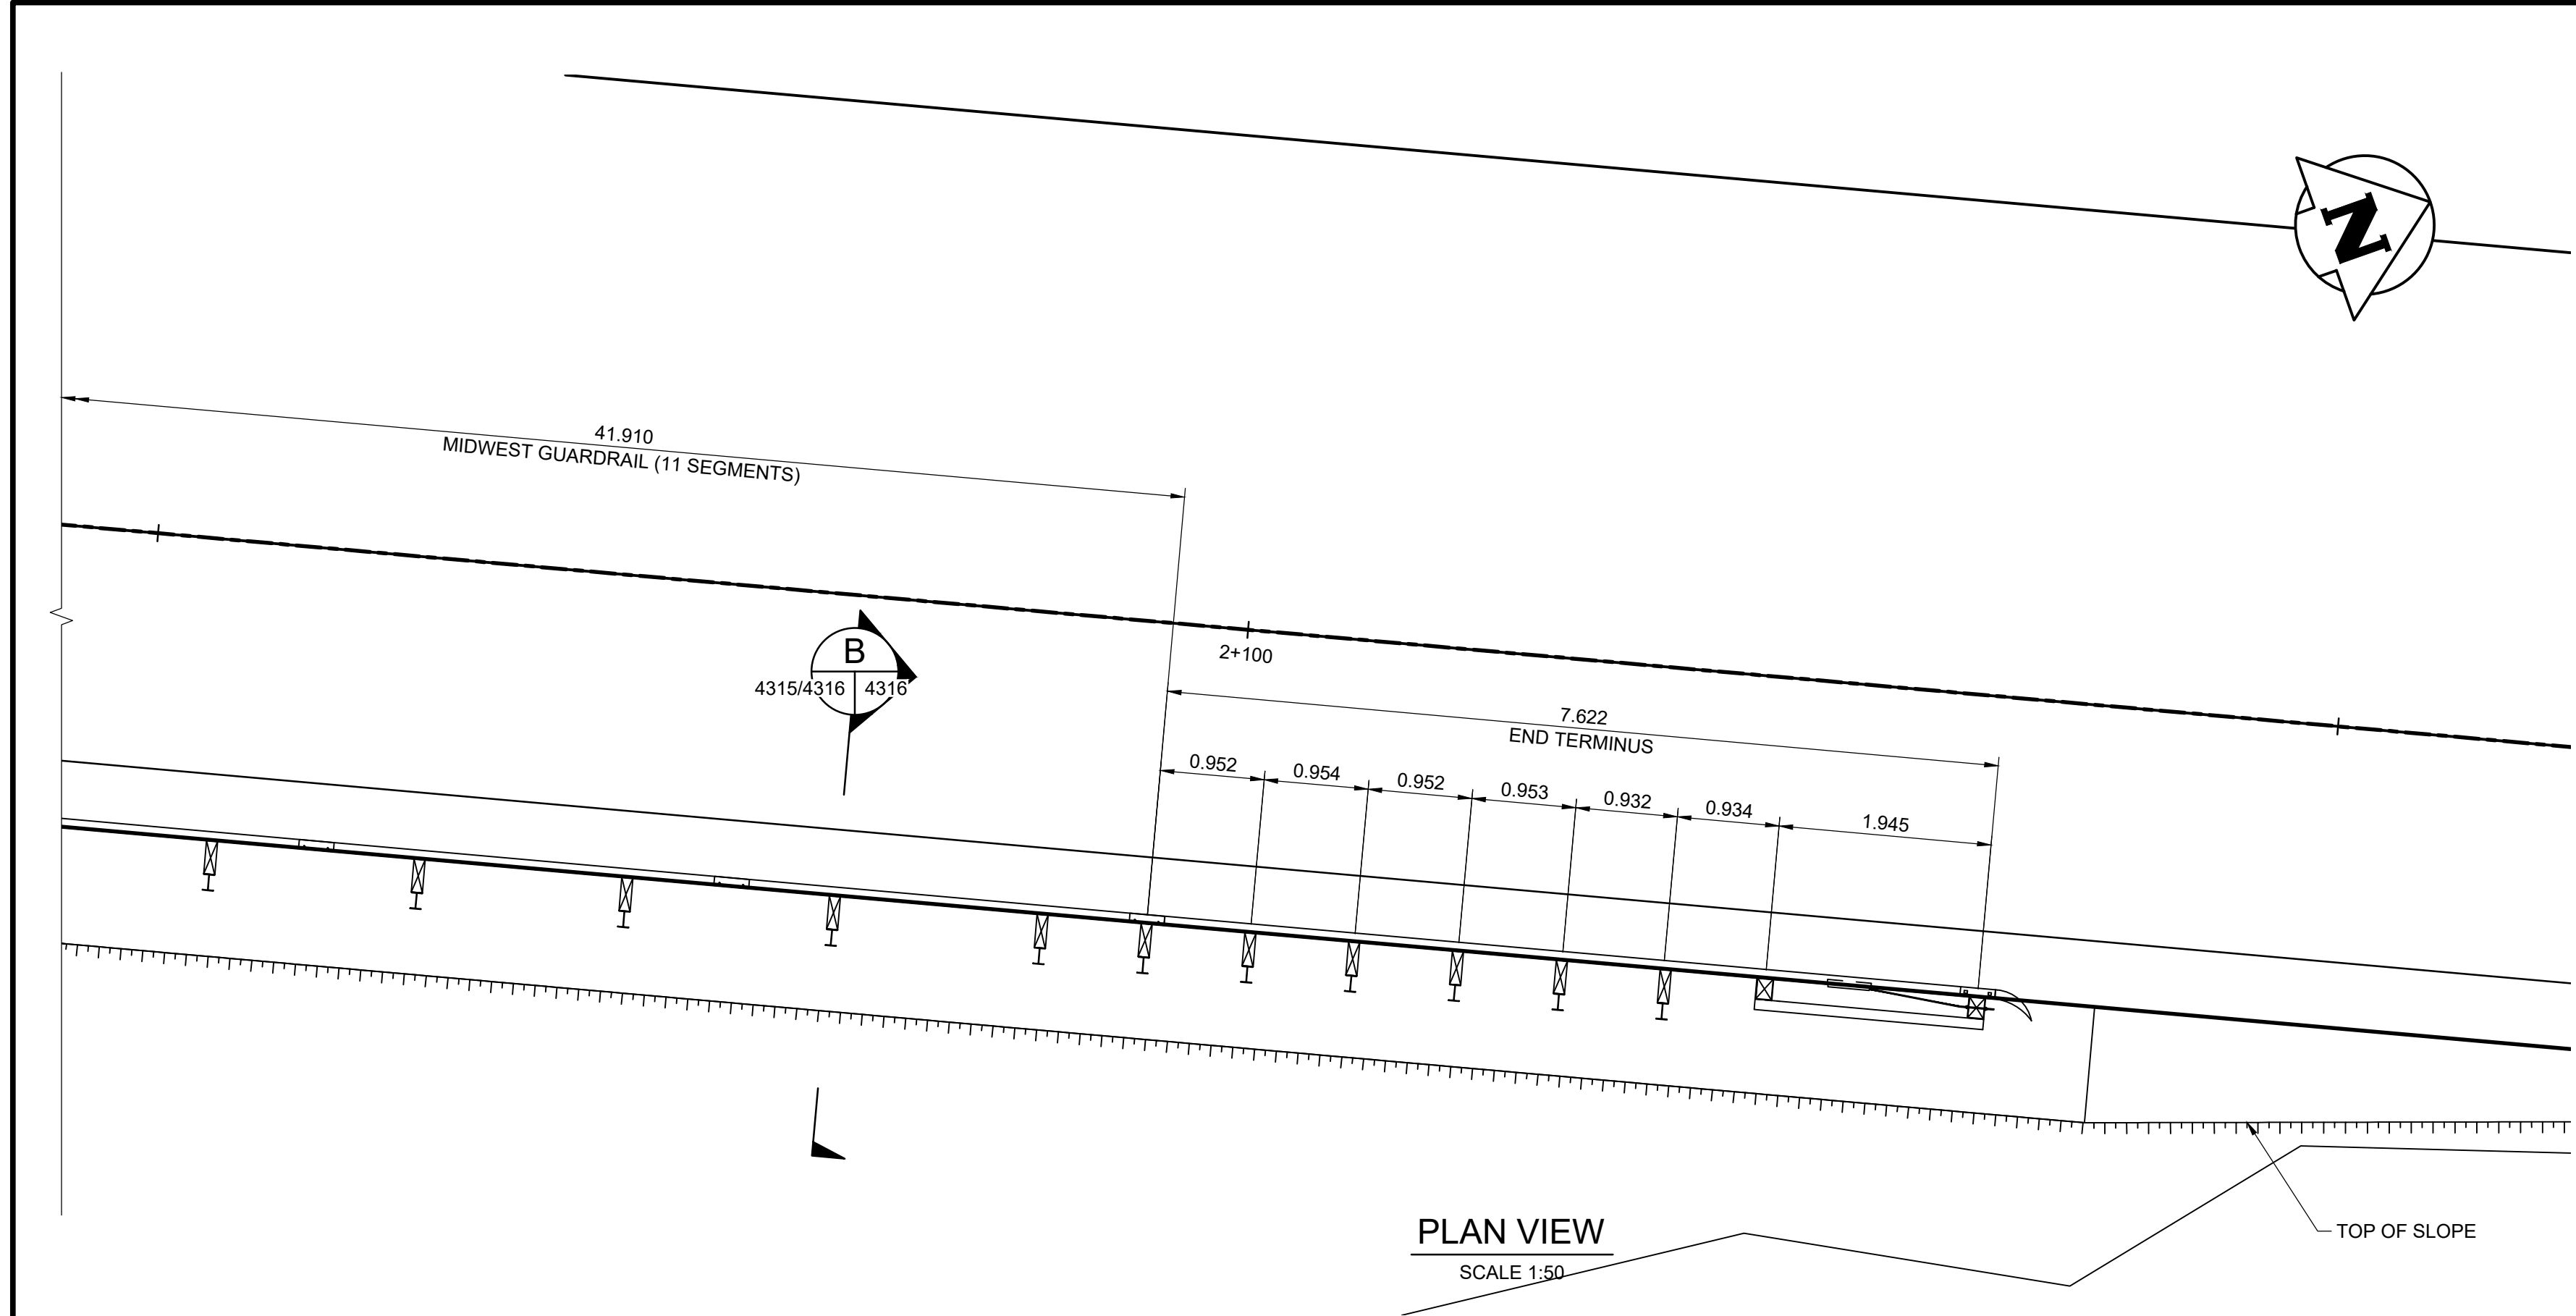 N
41.910
MIDWEST GUARDRAIL (11 SEGMENTS)
B
4315/4316 4316
2+100
7.622
END TERMINUS
0.952 0.954 0.952 0.953 0.932 0.934 1.945
PLAN VIEW
SCALE 1:50
TOP OF SLOPE